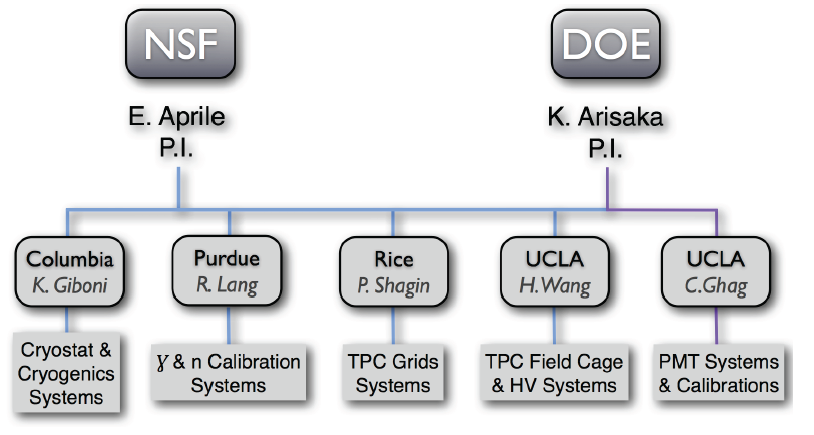 NSF
DOE
E. Aprile
P.I.
K. Arisaka
P.I.
Columbia
K. Giboni
Purdue
R. Lang
Rice
P. Shagin
UCLA
H.Wang
UCLA
C.Ghag
Cryostat &
Cryogenics
Systems
γ & n Calibration
Systems
TPC Grids
Systems
TPC Field Cage
& HV Systems
PMT Systems
& Calibrations